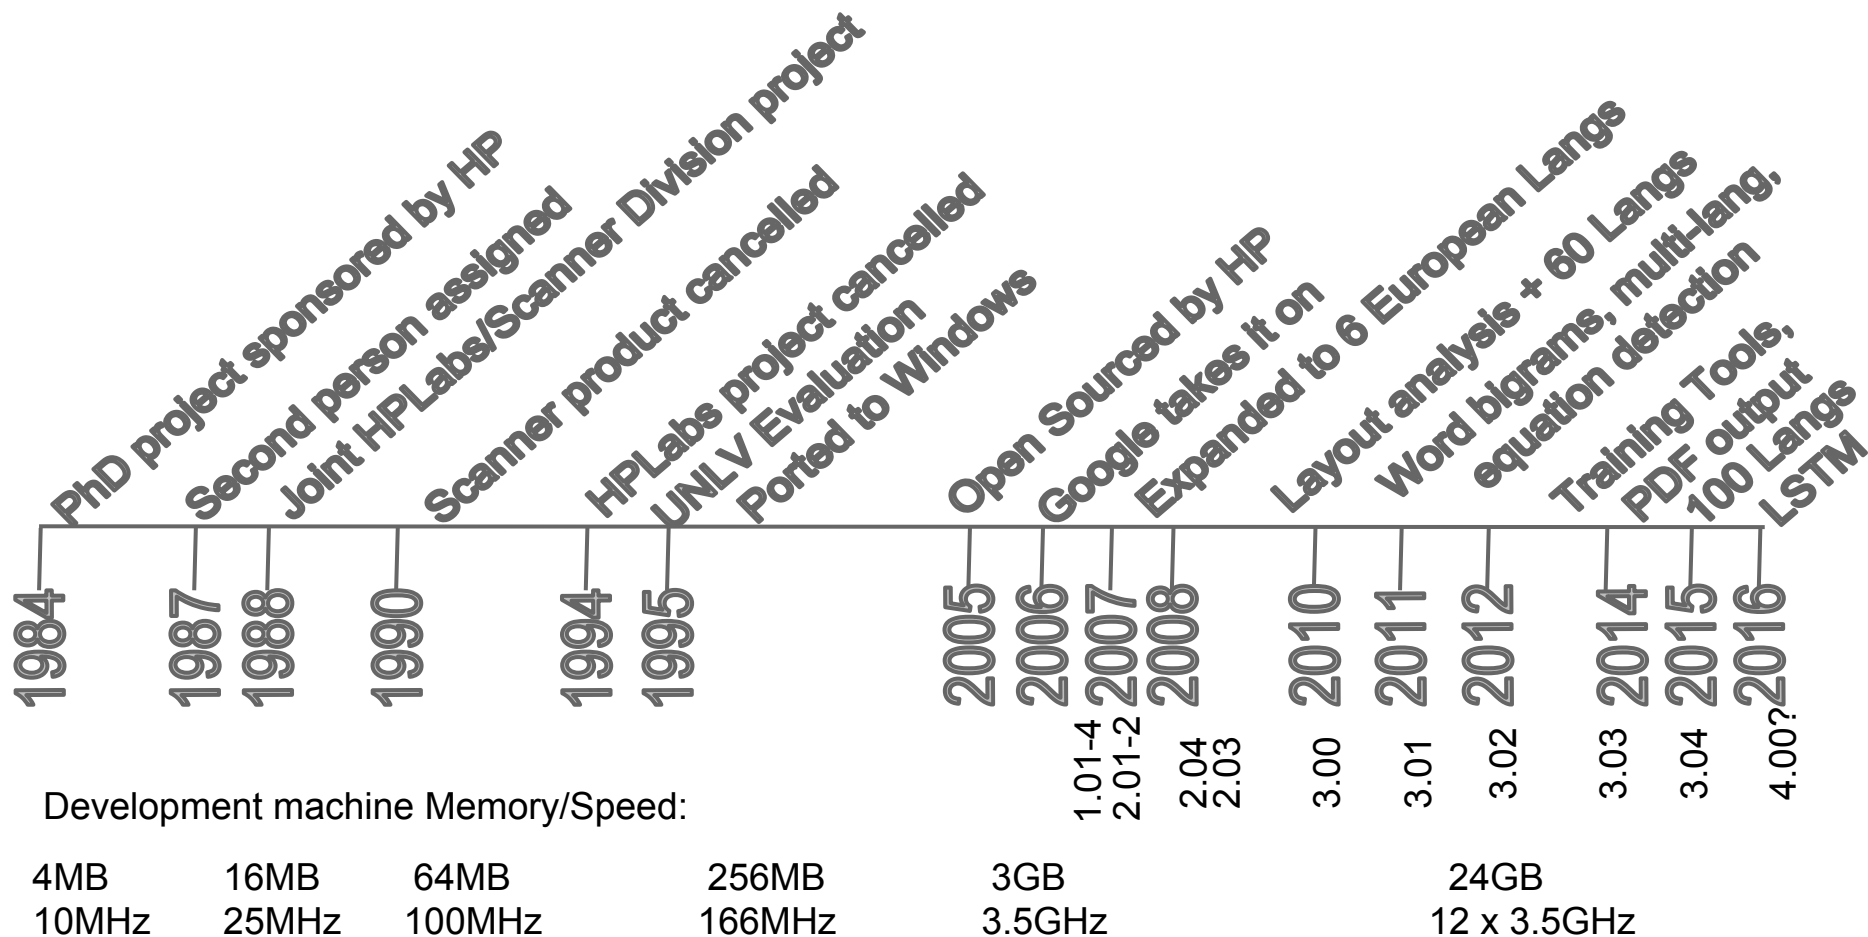 PhD project sponsored by HP
Second person assigned
Joint HPLabs/Scanner Division project
Scanner product cancelled
HPLabs project cancelled
UNLV Evaluation
Ported to Windows
Open Sourced by HP
Google takes it on
Expanded to 6 European Langs
Layout analysis + 60 Langs
Word bigrams, multi-lang,
equation detection
Training Tools,
PDF output
100 Langs
LSTM
1984
1987
1988
1990
1994
1995
2005
2006
2007
2008
2010
2011
2012
2014
2015
2016
1.01-4
2.01-2
2.04
2.03
3.00
3.01
3.02
3.03
3.04
4.00?
Development machine Memory/Speed:
4MB 16MB 64MB 256MB 3GB 24GB
10MHz 25MHz 100MHz 166MHz 3.5GHz 12 x 3.5GHz